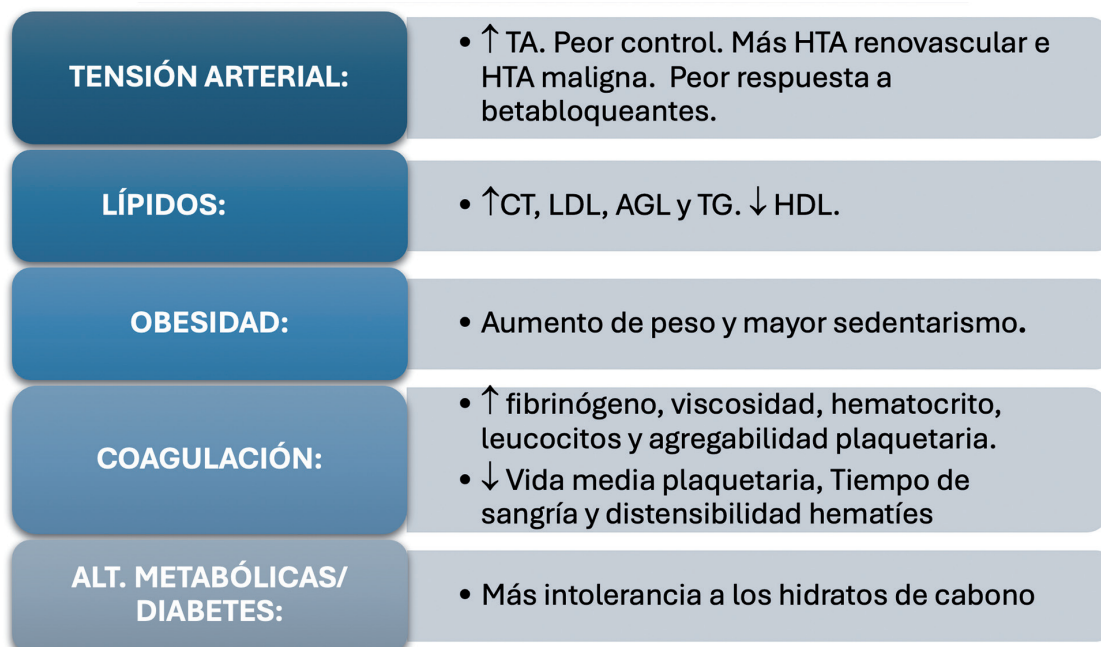 TENSIÓN ARTERIAL:
• ↑ TA. Peor control. Más HTA renovascular e
HTA maligna.  Peor respuesta a
betabloqueantes.
LÍPIDOS:
• ↑CT, LDL, AGL y TG. ↓ HDL.
OBESIDAD:
• Aumento de peso y mayor sedentarismo.
COAGULACIÓN:
• ↑ fibrinógeno, viscosidad, hematocrito,
leucocitos y agregabilidad plaquetaria.
• ↓ Vida media plaquetaria, Tiempo de
sangría y distensibilidad hematíes
ALT. METABÓLICAS/
DIABETES:
• Más intolerancia a los hidratos de cabono